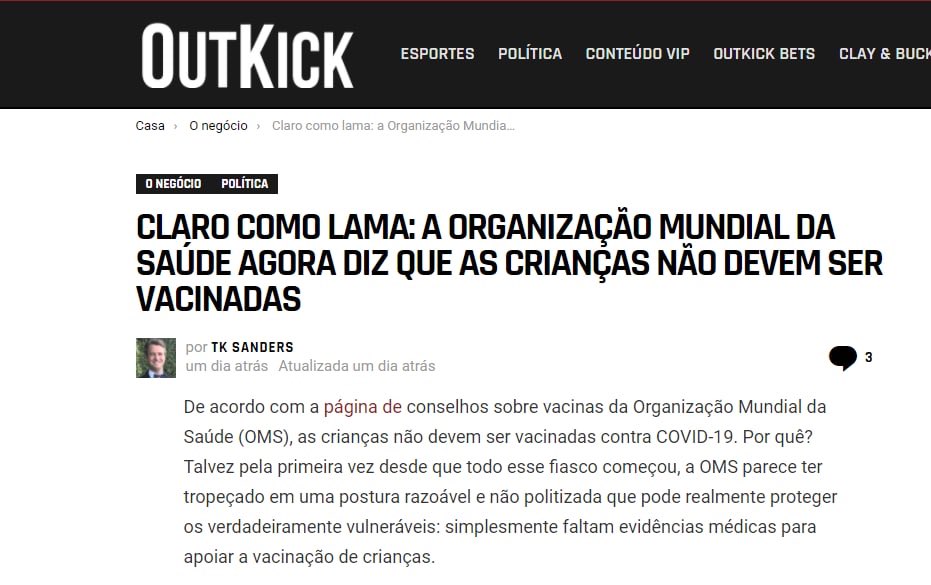 OUTKICK
ESPORTES POLÍTICA CONTEÚDO VIP OUTKICK BETS CLAY & BUCK
Casa › O negócio › Claro como lama: a Organização Mundia...
O NEGÓCIO POLÍTICA
CLARO COMO LAMA: A ORGANIZAÇÃO MUNDIAL DA
SAÚDE AGORA DIZ QUE AS CRIANÇAS NÃO DEVEM SER
VACINADAS
por TK SANDERS
um dia atrás Atualizada um dia atrás
3
De acordo com a página de conselhos sobre vacinas da Organização Mundial da
Saúde (OMS), as crianças não devem ser vacinadas contra COVID-19. Por quê?
Talvez pela primeira vez desde que todo esse fiasco começou, a OMS parece ter
tropeçado em uma postura razoável e não politizada que pode realmente proteger
os verdadeiramente vulneráveis: simplesmente faltam evidências médicas para
apoiar a vacinação de crianças.